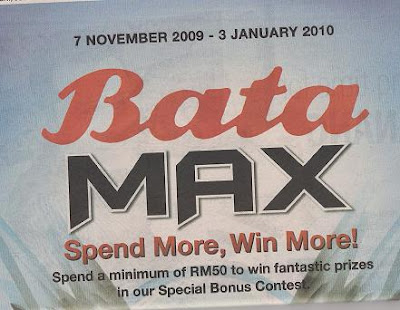 7 NOVEMBER 2009 - 3 JANUARY 2010
Bata
MAX
Spend More, Win More!
Spend a minimum of RM50 to win fantastic prizes
in our Special Bonus Contest.